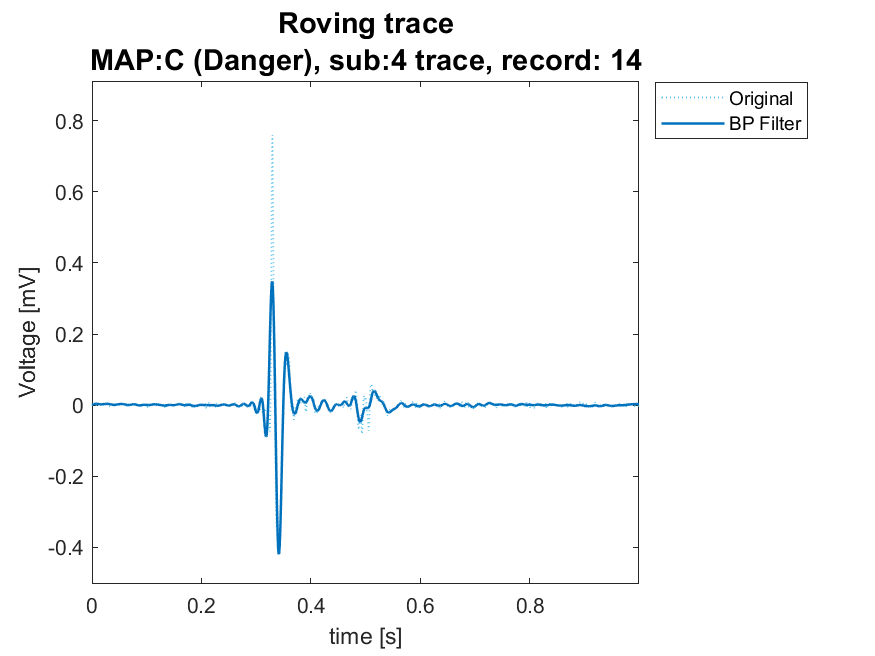 Roving trace
MAP:C (Danger), sub:4 trace, record: 14
Original
BP Filter
0.8
0.6
0.4
0.2
0
-0.2
-0.4
Voltage [mV]
0
0.2
0.4
0.6
0.8
time [s]